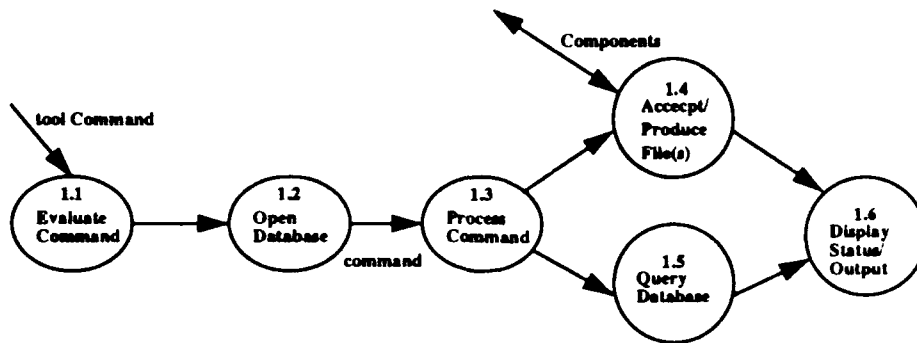 Components
tool Command
1.1
Evaluate
Command
1.2
Open
Database
command
1.3
Process
Command
1.4
Accecpt/
Produce
File(s)
1.5
Query
Database
1.6
Display
Status/
Output